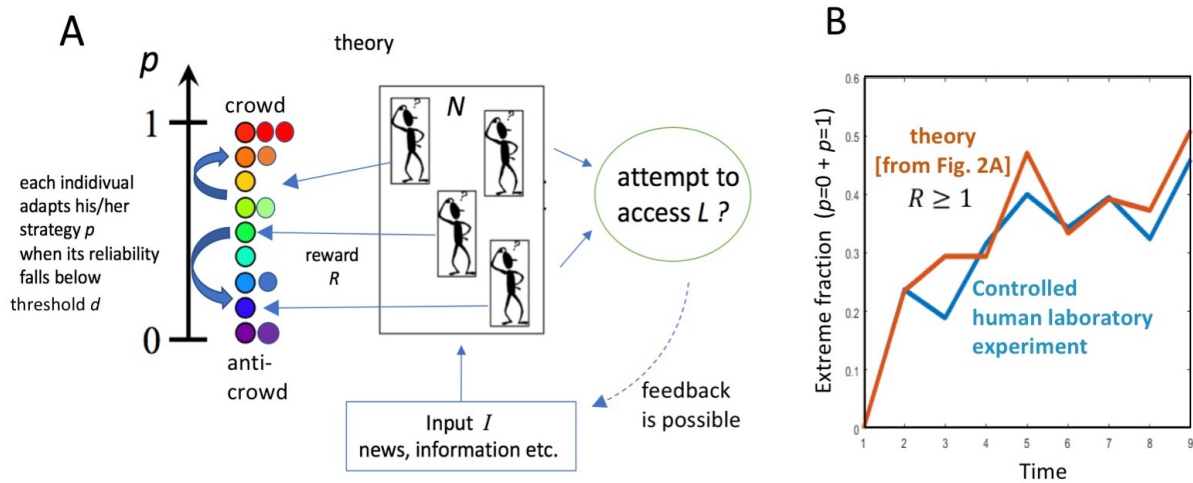 A
theory
p
1
crowd
each indidivual
adapts his/her
strategy p
when its reliability
falls below
threshold d
0
anti-
crowd
N
?
?
?
?
reward
R
attempt to
access L ?
feedback
is possible
Input I
news, information etc.
B
Extreme fraction (p=0 + p=1)
0.6
0.5
0.4
0.3
0.2
0.1
0
theory
[from Fig. 2A]
R ≥ 1
Controlled
human laboratory
experiment
1 2 3 4 5 6 7 8 9
Time